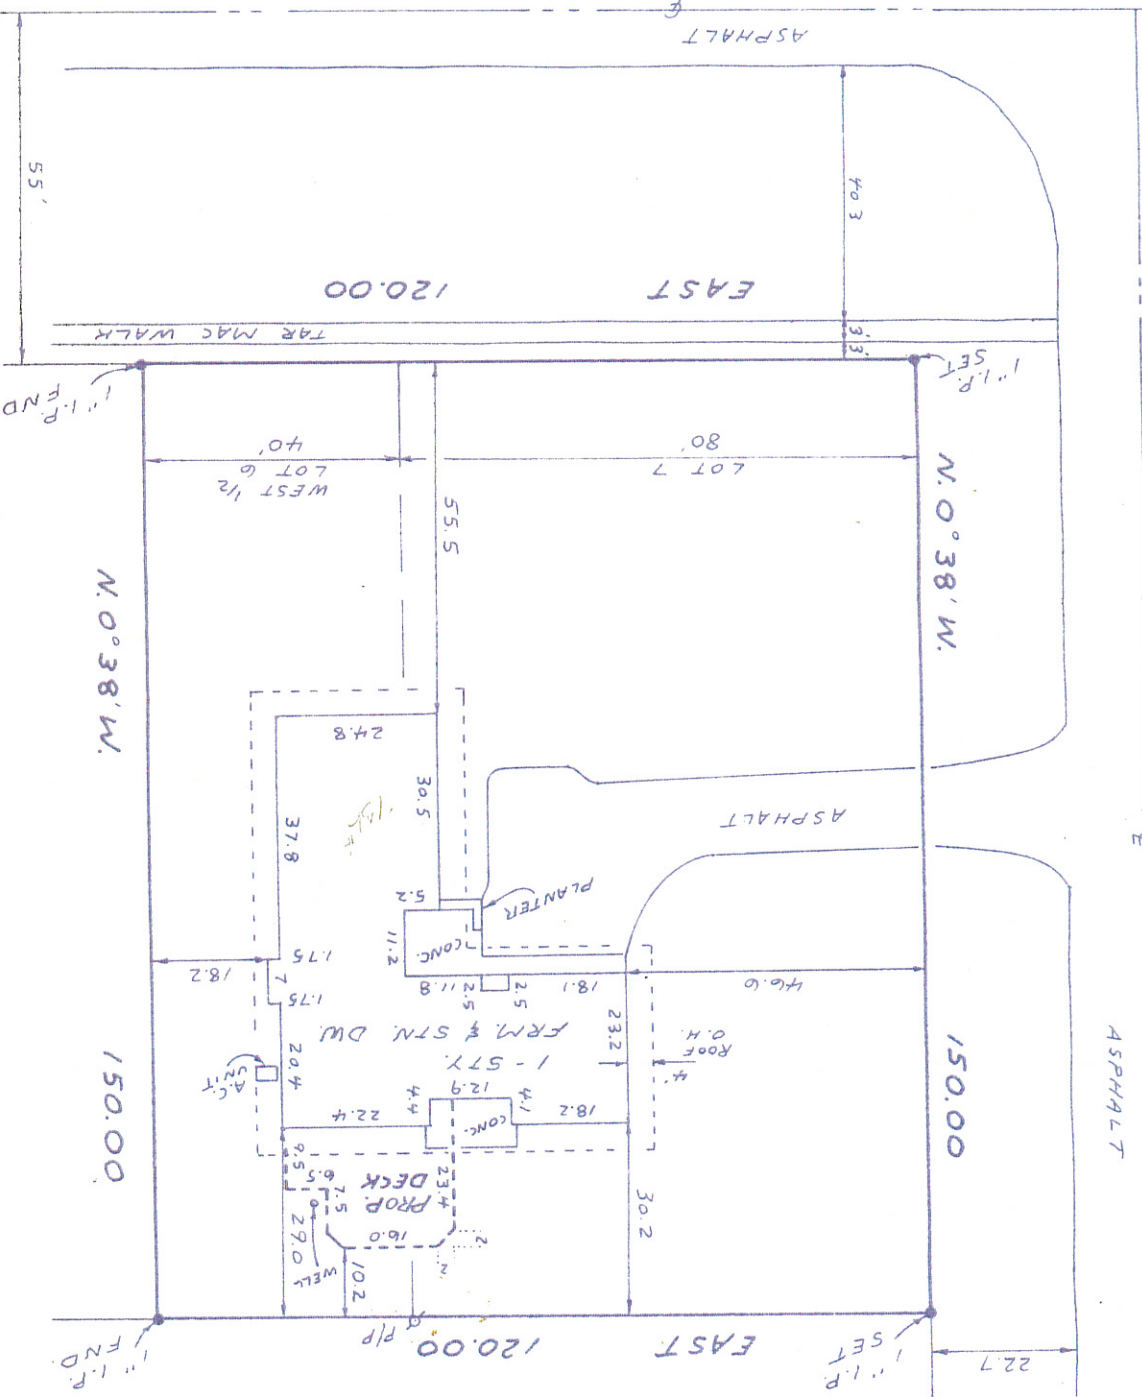 1" I.P. SET
EAST 120.00
1" I.P. FND.
22.7
P/P
10.2
WELL
29.0
30.2
2
2
16.0
7.5
6.5
9.5
PROP. DECK
23.4
ASPHALT
150.00
150.00
18.2
4.1
CONC.
12.9
4.4
22.4
A.C.
20.4
4'
ROOF O.H.
23.2
1-STY.
FRM. & STN. DW.
46.6
18.1
2.5
2.5
11.8
1.75
7
1.75
18.2
CONC.
11.2
5.2
PLANTER
ASPHALT
30.5
37.8
24.8
N. 0° 38' W.
N. 0° 38' W.
55.5
LOT 7
80'
WEST 1/2
LOT 6
40'
1" I.P. SET
1" I.P. FND
3'
3'
TAR MAC WALK
EAST 120.00
40.3
55'
ASPHALT